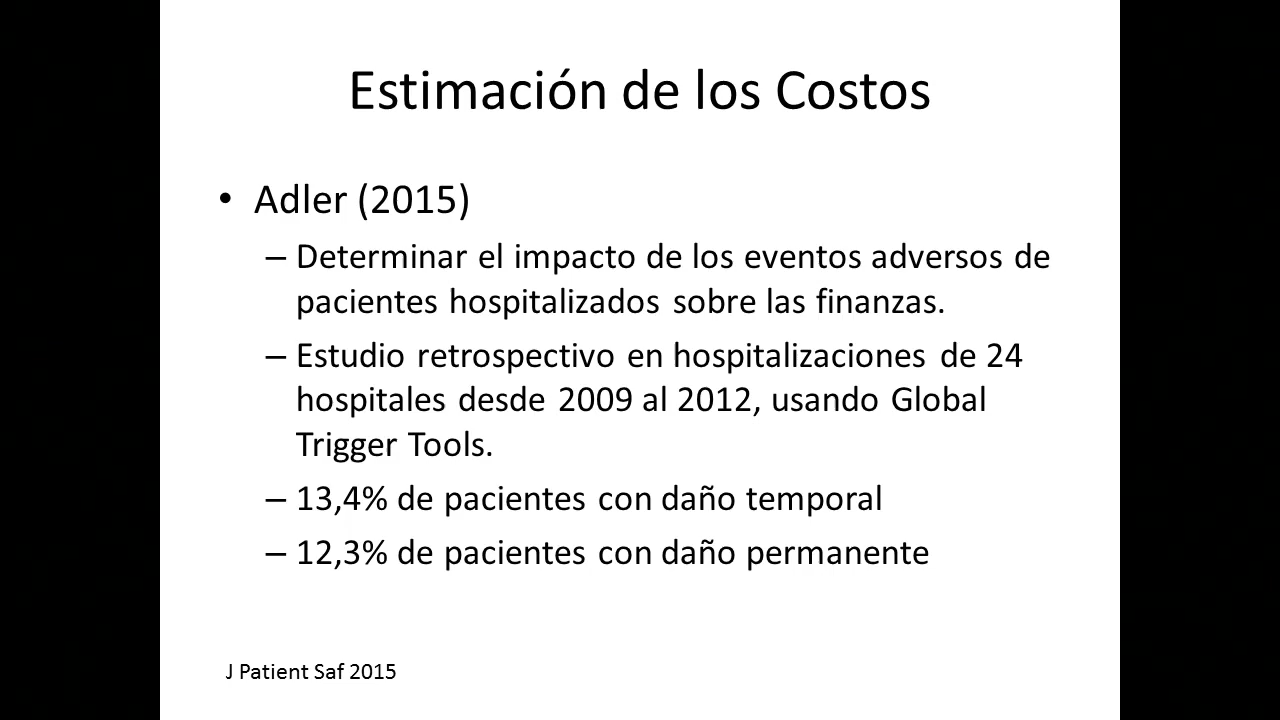 Estimación de los Costos
• Adler (2015)
– Determinar el impacto de los eventos adversos de
pacientes hospitalizados sobre las finanzas.
– Estudio retrospectivo en hospitalizaciones de 24
hospitales desde 2009 al 2012, usando Global
Trigger Tools.
– 13,4% de pacientes con daño temporal
– 12,3% de pacientes con daño permanente
J Patient Saf 2015